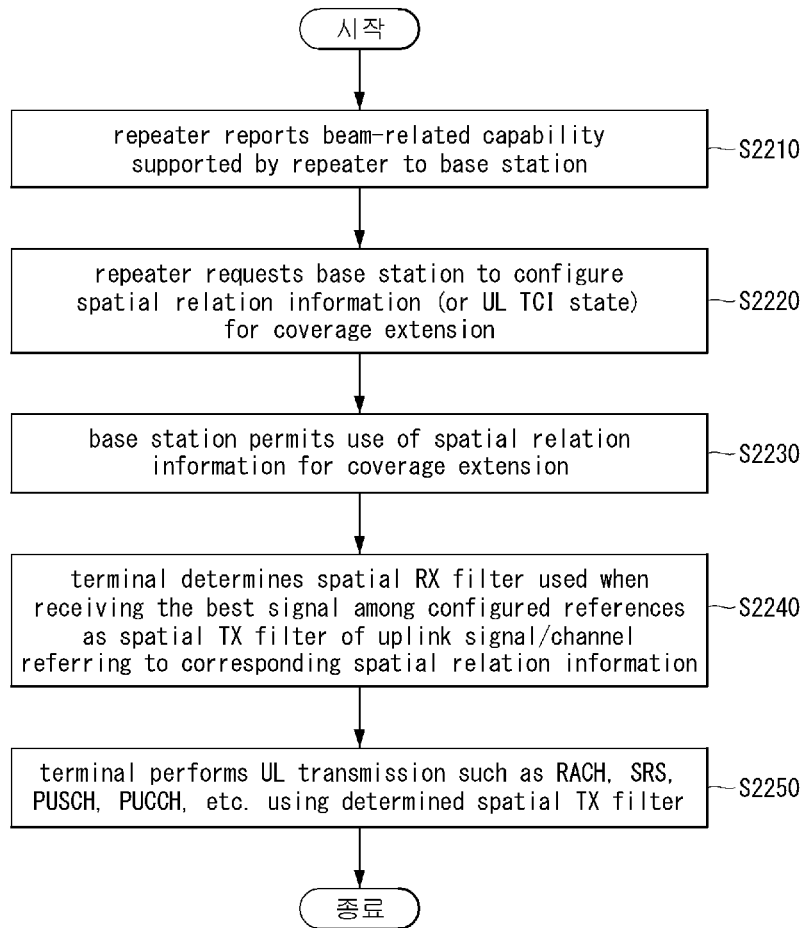 시작
repeater reports beam-related capability
supported by repeater to base station
S2210
repeater requests base station to configure
spatial relation information (or UL TCI state)
for coverage extension
S2220
base station permits use of spatial relation
information for coverage extension
S2230
terminal determines spatial RX filter used when
receiving the best signal among configured references
as spatial TX filter of uplink signal/channel
referring to corresponding spatial relation information
S2240
terminal performs UL transmission such as RACH, SRS,
PUSCH, PUCCH, etc. using determined spatial TX filter
S2250
종료